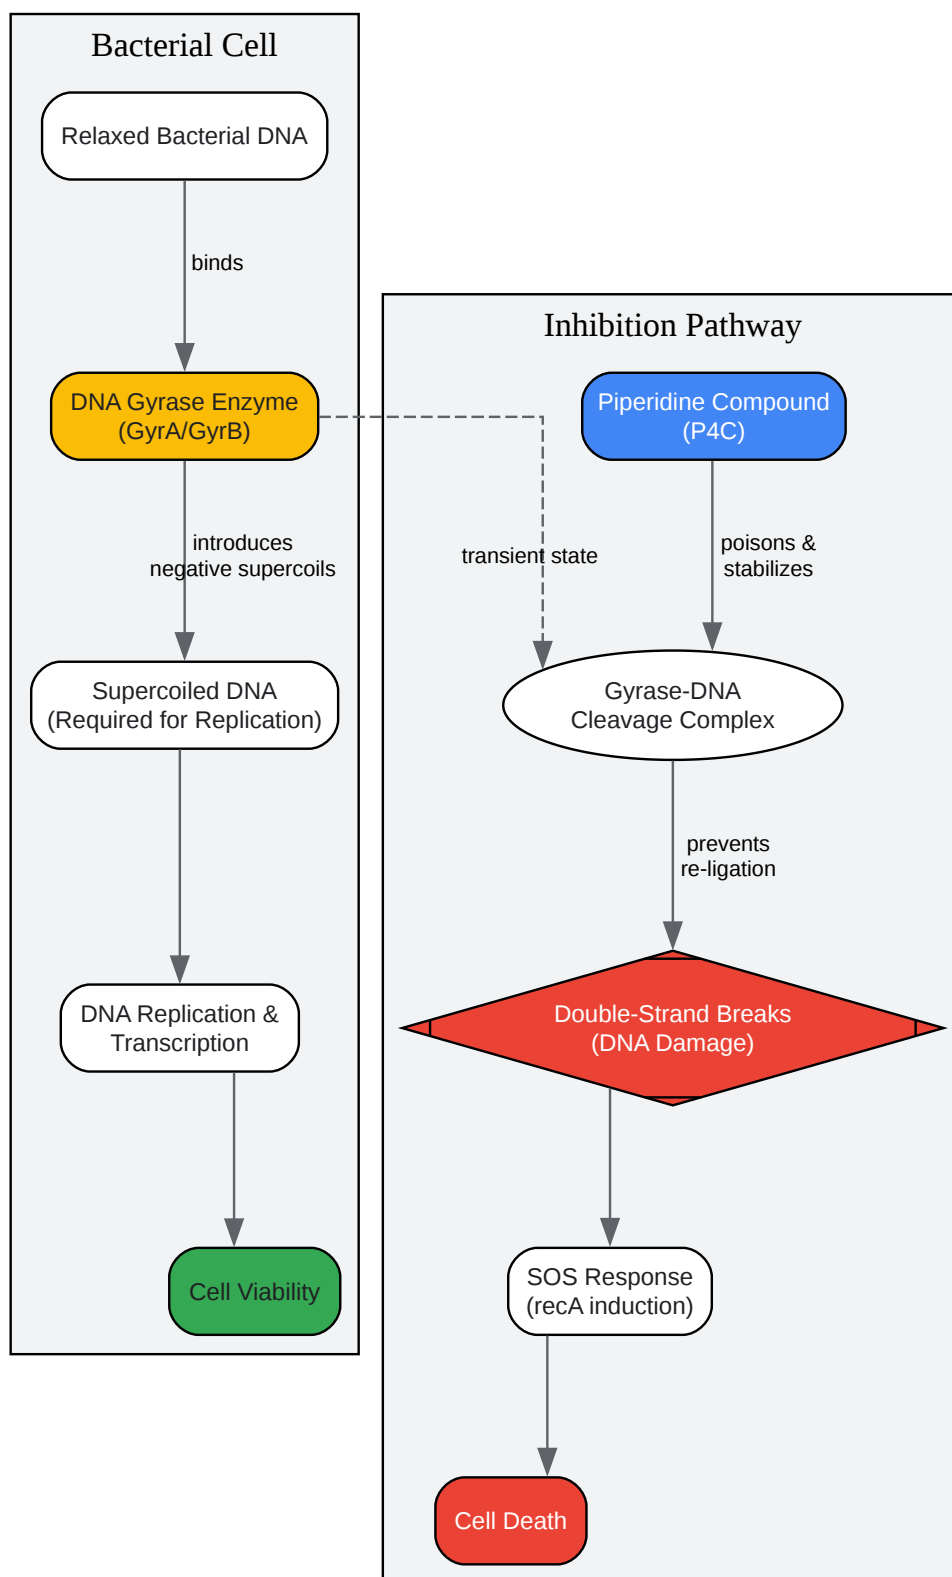 Bacterial Cell
Relaxed Bacterial DNA
binds
DNA Gyrase Enzyme
(GyrA/GyrB)
introduces
negative supercoils
Supercoiled DNA
(Required for Replication)
DNA Replication &
Transcription
Cell Viability
Inhibition Pathway
Piperidine Compound
(P4C)
transient state
poisons &
stabilizes
Gyrase-DNA
Cleavage Complex
prevents
re-ligation
Double-Strand Breaks
(DNA Damage)
SOS Response
(recA induction)
Cell Death